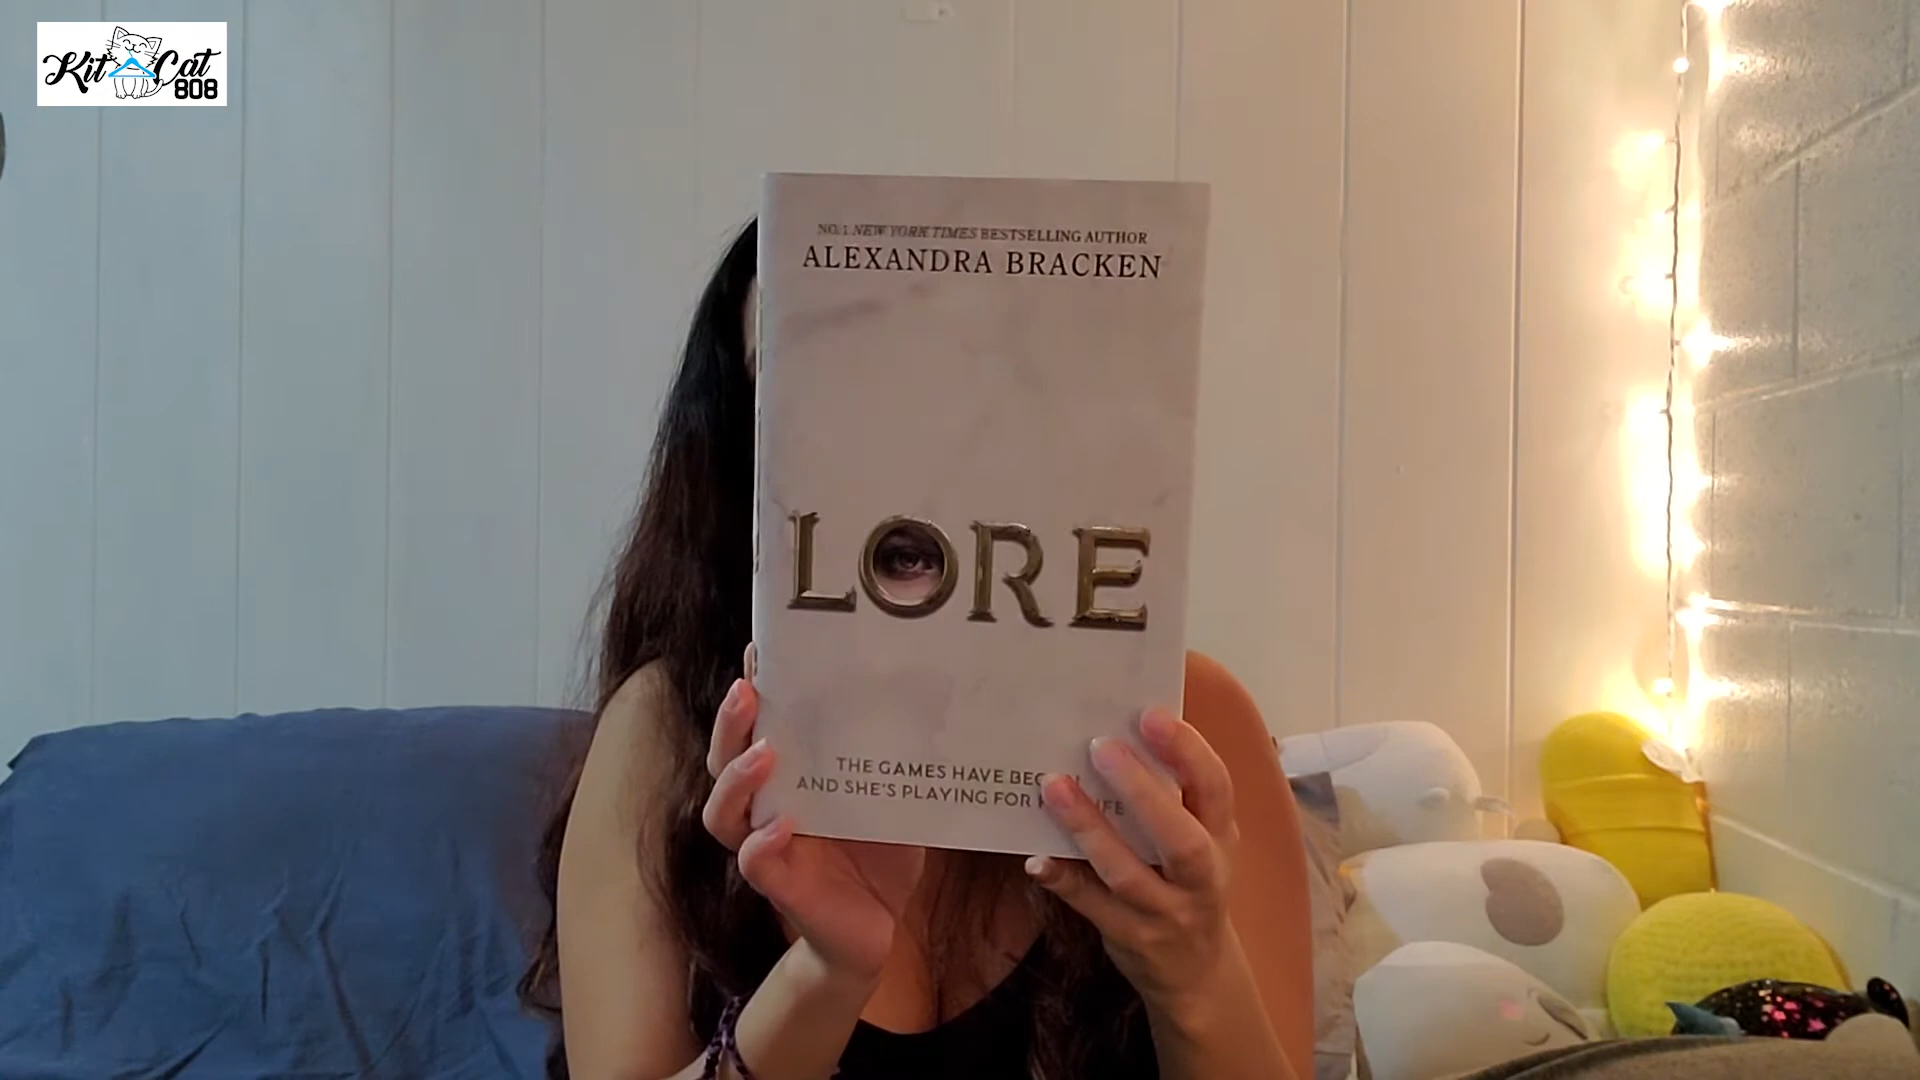 Kit Cat
808
NO. 1 NEW YORK TIMES BESTSELLING AUTHOR
ALEXANDRA BRACKEN
LORE
THE GAMES HAVE
AND SHE'S PLAYING FOR